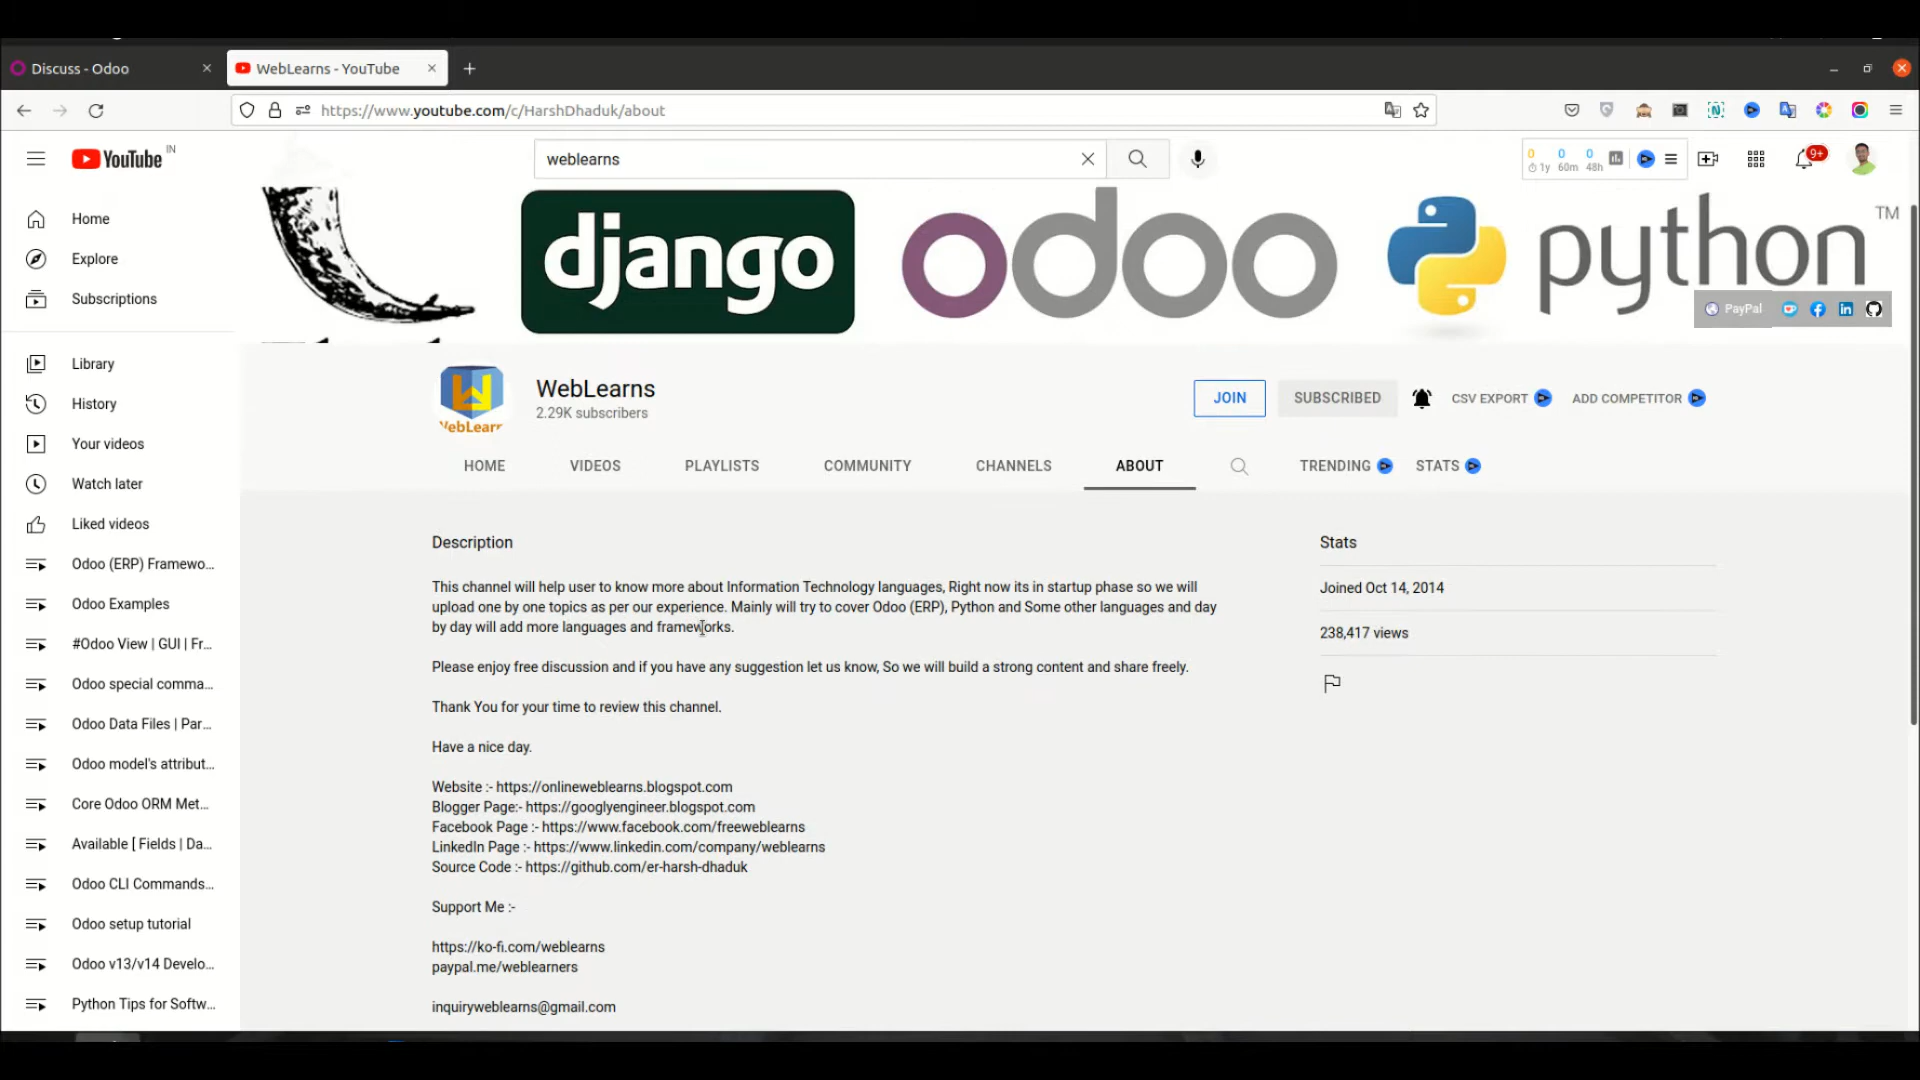 Discuss - Odoo
WebLearns - YouTube
https://www.youtube.com/c/HarshDhaduk/about
YouTube IN
weblearns
0 0 0
1y 60m 48h
9+
Home
Explore
Subscriptions
Library
History
Your videos
Watch later
Liked videos
Odoo (ERP) Framewo...
Odoo Examples
#Odoo View | GUI | Fr...
Odoo special comma...
Odoo Data Files | Par...
Odoo model's attribut...
Core Odoo ORM Met...
Available [ Fields | Da...
Odoo CLI Commands...
Odoo setup tutorial
Odoo v13/v14 Develo...
Python Tips for Softw...
django
odoo
python TM
PayPal
WebLearns
2.29K subscribers
JOIN
SUBSCRIBED
CSV EXPORT
ADD COMPETITOR
HOME
VIDEOS
PLAYLISTS
COMMUNITY
CHANNELS
ABOUT
TRENDING
STATS
Description
This channel will help user to know more about Information Technology languages, Right now its in startup phase so we will
upload one by one topics as per our experience. Mainly will try to cover Odoo (ERP), Python and Some other languages and day
by day will add more languages and frameworks.
Please enjoy free discussion and if you have any suggestion let us know, So we will build a strong content and share freely.
Thank You for your time to review this channel.
Have a nice day.
Website :- https://onlineweblearns.blogspot.com
Blogger Page:- https://googlyengineer.blogspot.com
Facebook Page :- https://www.facebook.com/freeweblearns
LinkedIn Page :- https://www.linkedin.com/company/weblearns
Source Code :- https://github.com/er-harsh-dhaduk
Support Me :-
https://ko-fi.com/weblearns
paypal.me/weblearners
inquiryweblearns@gmail.com
Stats
Joined Oct 14, 2014
238,417 views